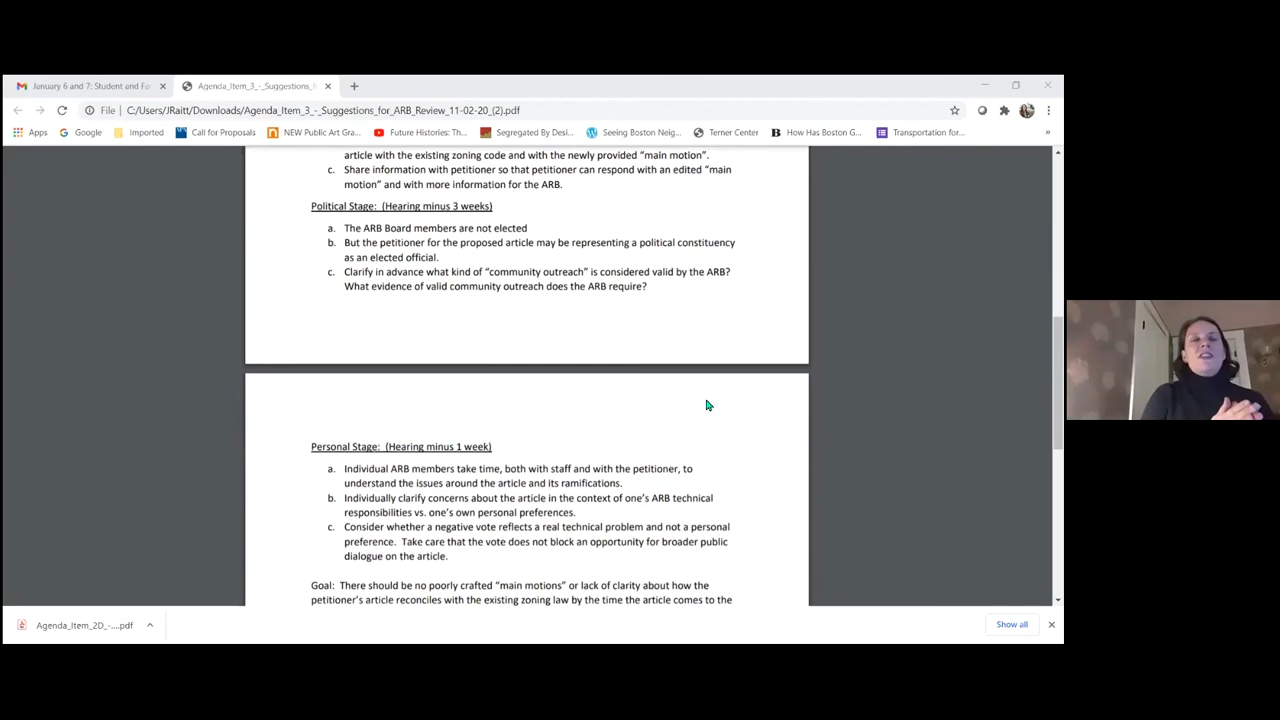 January 6 and 7: Student and Fa
Agenda_Item_3_-_Suggestions_
File
C:/Users/JRaitt/Downloads/Agenda_Item_3_-_Suggestions_for_ARB_Review_11-02-20_(2).pdf
Apps
Google
Imported
Call for Proposals
NEW Public Art Gra...
Future Histories: Th...
Segregated By Desi...
Seeing Boston Neig...
Terner Center
How Has Boston G...
Transportation for...
article with the existing zoning code and with the newly provided “main motion”.
c. Share information with petitioner so that petitioner can respond with an edited “main
motion” and with more information for the ARB.
Political Stage: (Hearing minus 3 weeks)
a. The ARB Board members are not elected
b. But the petitioner for the proposed article may be representing a political constituency
as an elected official.
c. Clarify in advance what kind of “community outreach” is considered valid by the ARB?
What evidence of valid community outreach does the ARB require?
Personal Stage: (Hearing minus 1 week)
a. Individual ARB members take time, both with staff and with the petitioner, to
understand the issues around the article and its ramifications.
b. Individually clarify concerns about the article in the context of one’s ARB technical
responsibilities vs. one’s own personal preferences.
c. Consider whether a negative vote reflects a real technical problem and not a personal
preference. Take care that the vote does not block an opportunity for broader public
dialogue on the article.
Goal: There should be no poorly crafted “main motions” or lack of clarity about how the
petitioner’s article reconciles with the existing zoning law by the time the article comes to the
Agenda_Item_2D_-....pdf
Show all